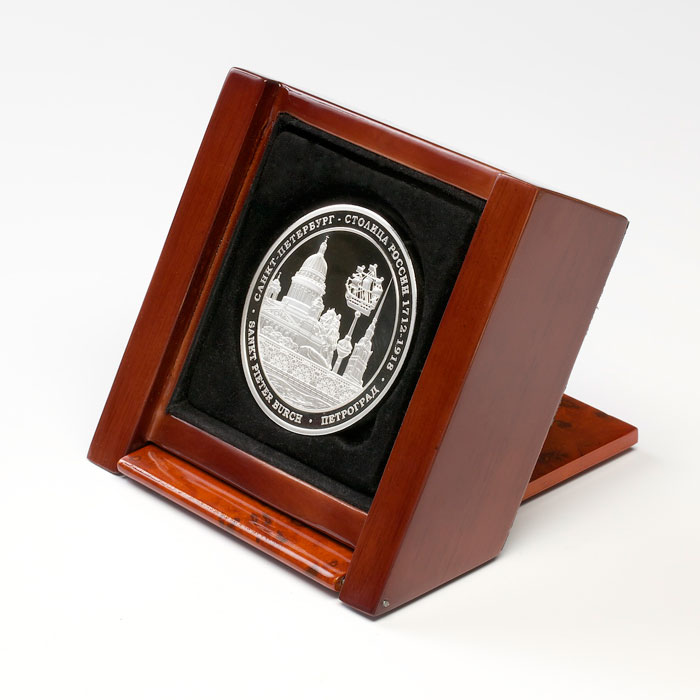 САНКТ-ПЕТЕРБУРГ - СТОЛИЦА РОССИИ 1712-1918 •
SANKT PIETER BURCH • ПЕТРОГРАД •